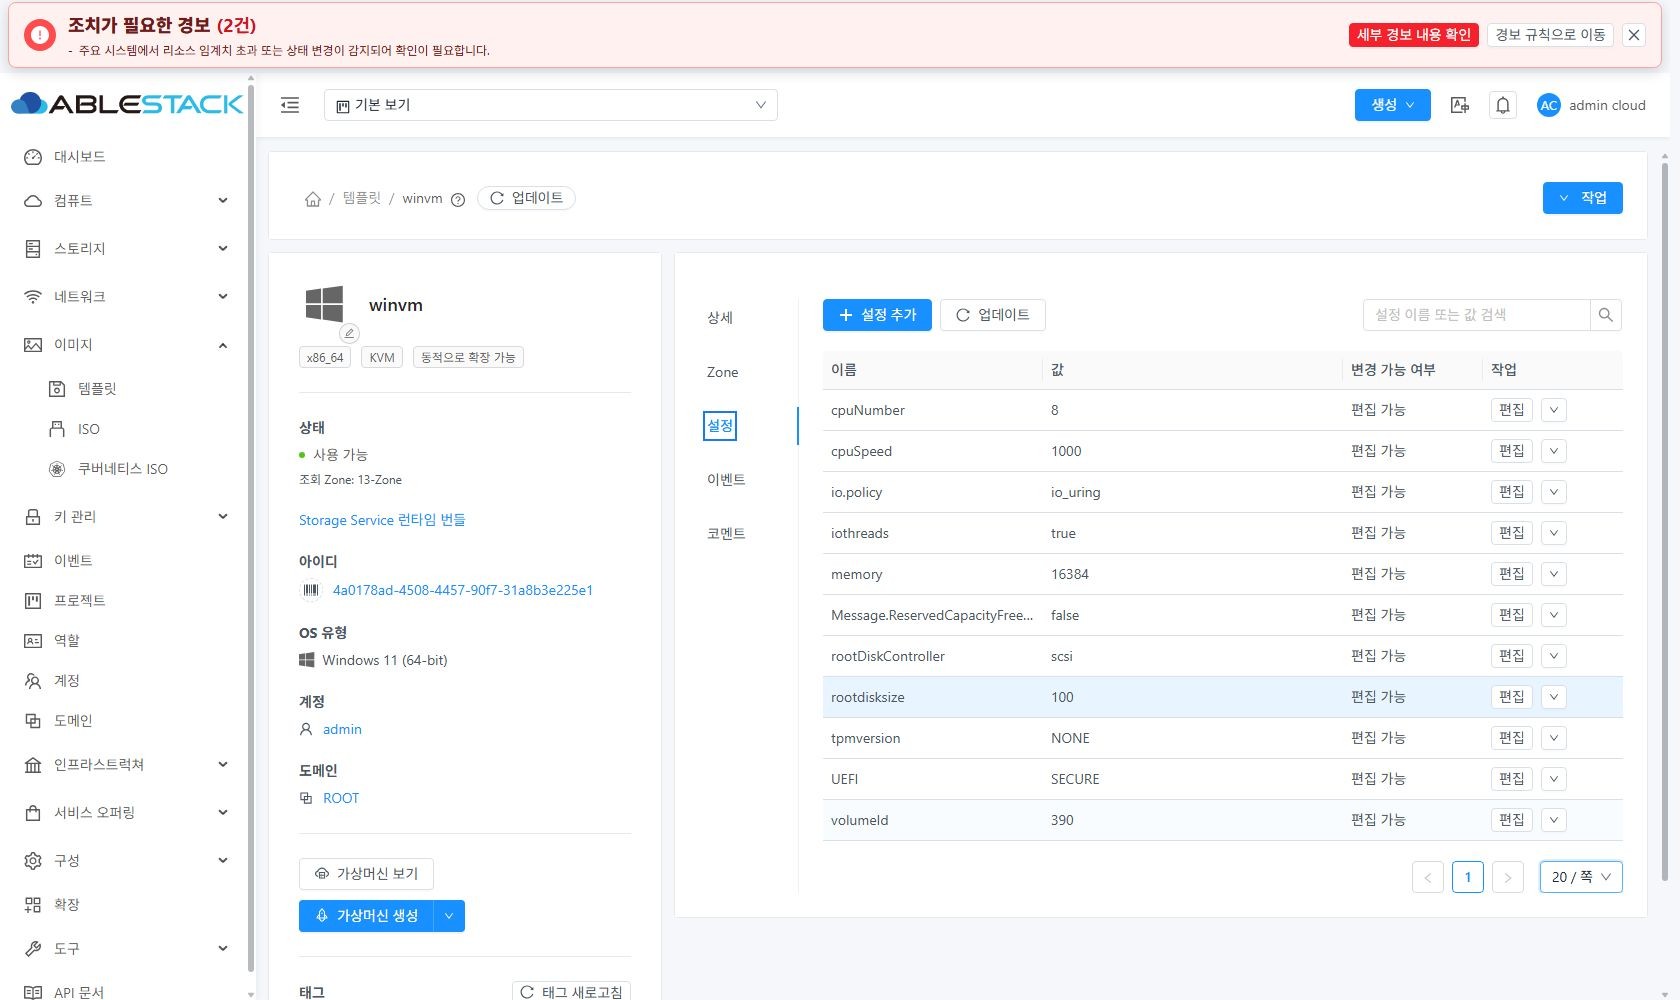 조치가 필요한 경보 (2건)
- 주요 시스템에서 리소스 임계치 초과 또는 상태 변경이 감지되어 확인이 필요합니다.
세부 경보 내용 확인
경보 규칙으로 이동
ABLESTACK
기본 보기
생성
AC admin cloud
대시보드
컴퓨트
스토리지
네트워크
이미지
템플릿
ISO
쿠버네티스 ISO
키 관리
이벤트
프로젝트
역할
계정
도메인
인프라스트럭쳐
서비스 오퍼링
구성
확장
도구
API 문서
/ 템플릿 / winvm
업데이트
작업
winvm
x86_64 KVM 동적으로 확장 가능
상태
사용 가능
조회 Zone: 13-Zone
Storage Service 런타임 번들
아이디
4a0178ad-4508-4457-90f7-31a8b3e225e1
OS 유형
Windows 11 (64-bit)
계정
admin
도메인
ROOT
가상머신 보기
가상머신 생성
태그
태그 새로고침
상세
Zone
설정
이벤트
코멘트
설정 추가
업데이트
설정 이름 또는 값 검색
이름 값 변경 가능 여부 작업
cpuNumber 8 편집 가능 편집
cpuSpeed 1000 편집 가능 편집
io.policy io_uring 편집 가능 편집
iothreads true 편집 가능 편집
memory 16384 편집 가능 편집
Message.ReservedCapacityFree... false 편집 가능 편집
rootDiskController scsi 편집 가능 편집
rootdisksize 100 편집 가능 편집
tpmversion NONE 편집 가능 편집
UEFI SECURE 편집 가능 편집
volumeId 390 편집 가능 편집
< 1 > 20 / 쪽